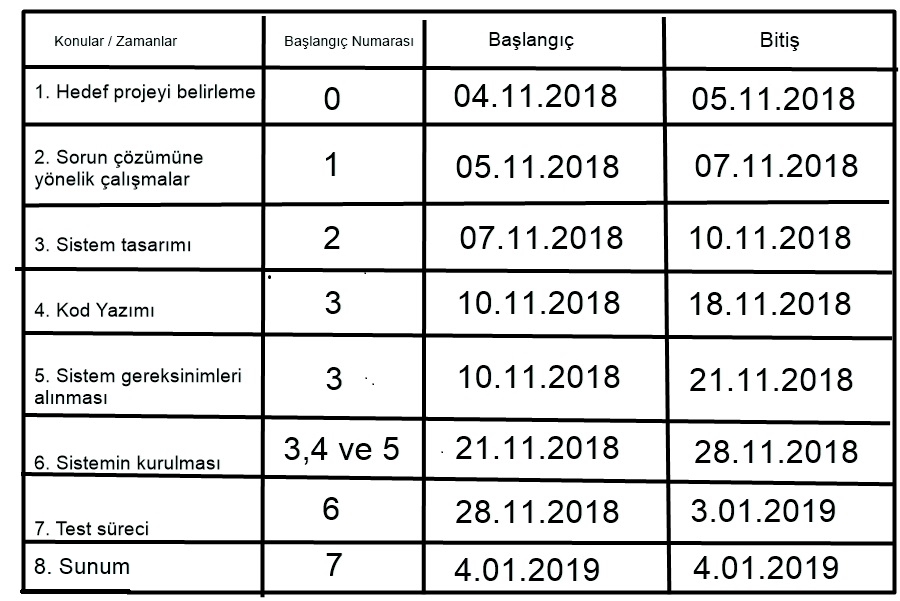 Konular / Zamanlar Başlangıç Numarası Başlangıç Bitiş
1. Hedef projeyi belirleme 0 04.11.2018 05.11.2018
2. Sorun çözümüne
yönelik çalışmalar 1 05.11.2018 07.11.2018
3. Sistem tasarımı 2 07.11.2018 10.11.2018
4. Kod Yazımı 3 10.11.2018 18.11.2018
5. Sistem gereksinimleri
alınması 3 10.11.2018 21.11.2018
6. Sistemin kurulması 3,4 ve 5 21.11.2018 28.11.2018
7. Test süreci 6 28.11.2018 3.01.2019
8. Sunum 7 4.01.2019 4.01.2019